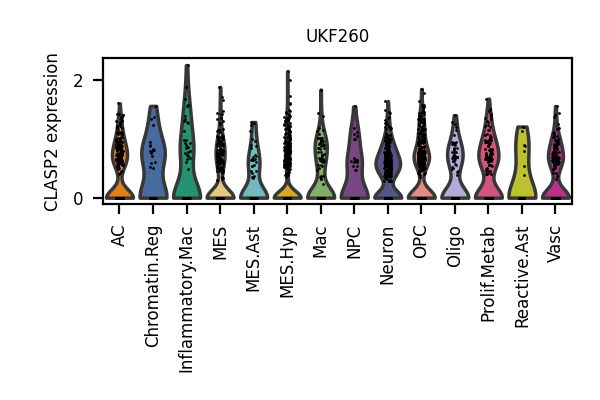 UKF260
CLASP2 expression
2
0
AC
Chromatin.Reg
Inflammatory.Mac
MES
MES.Ast
MES.Hyp
Mac
NPC
Neuron
OPC
Oligo
Prolif.Metab
Reactive.Ast
Vasc